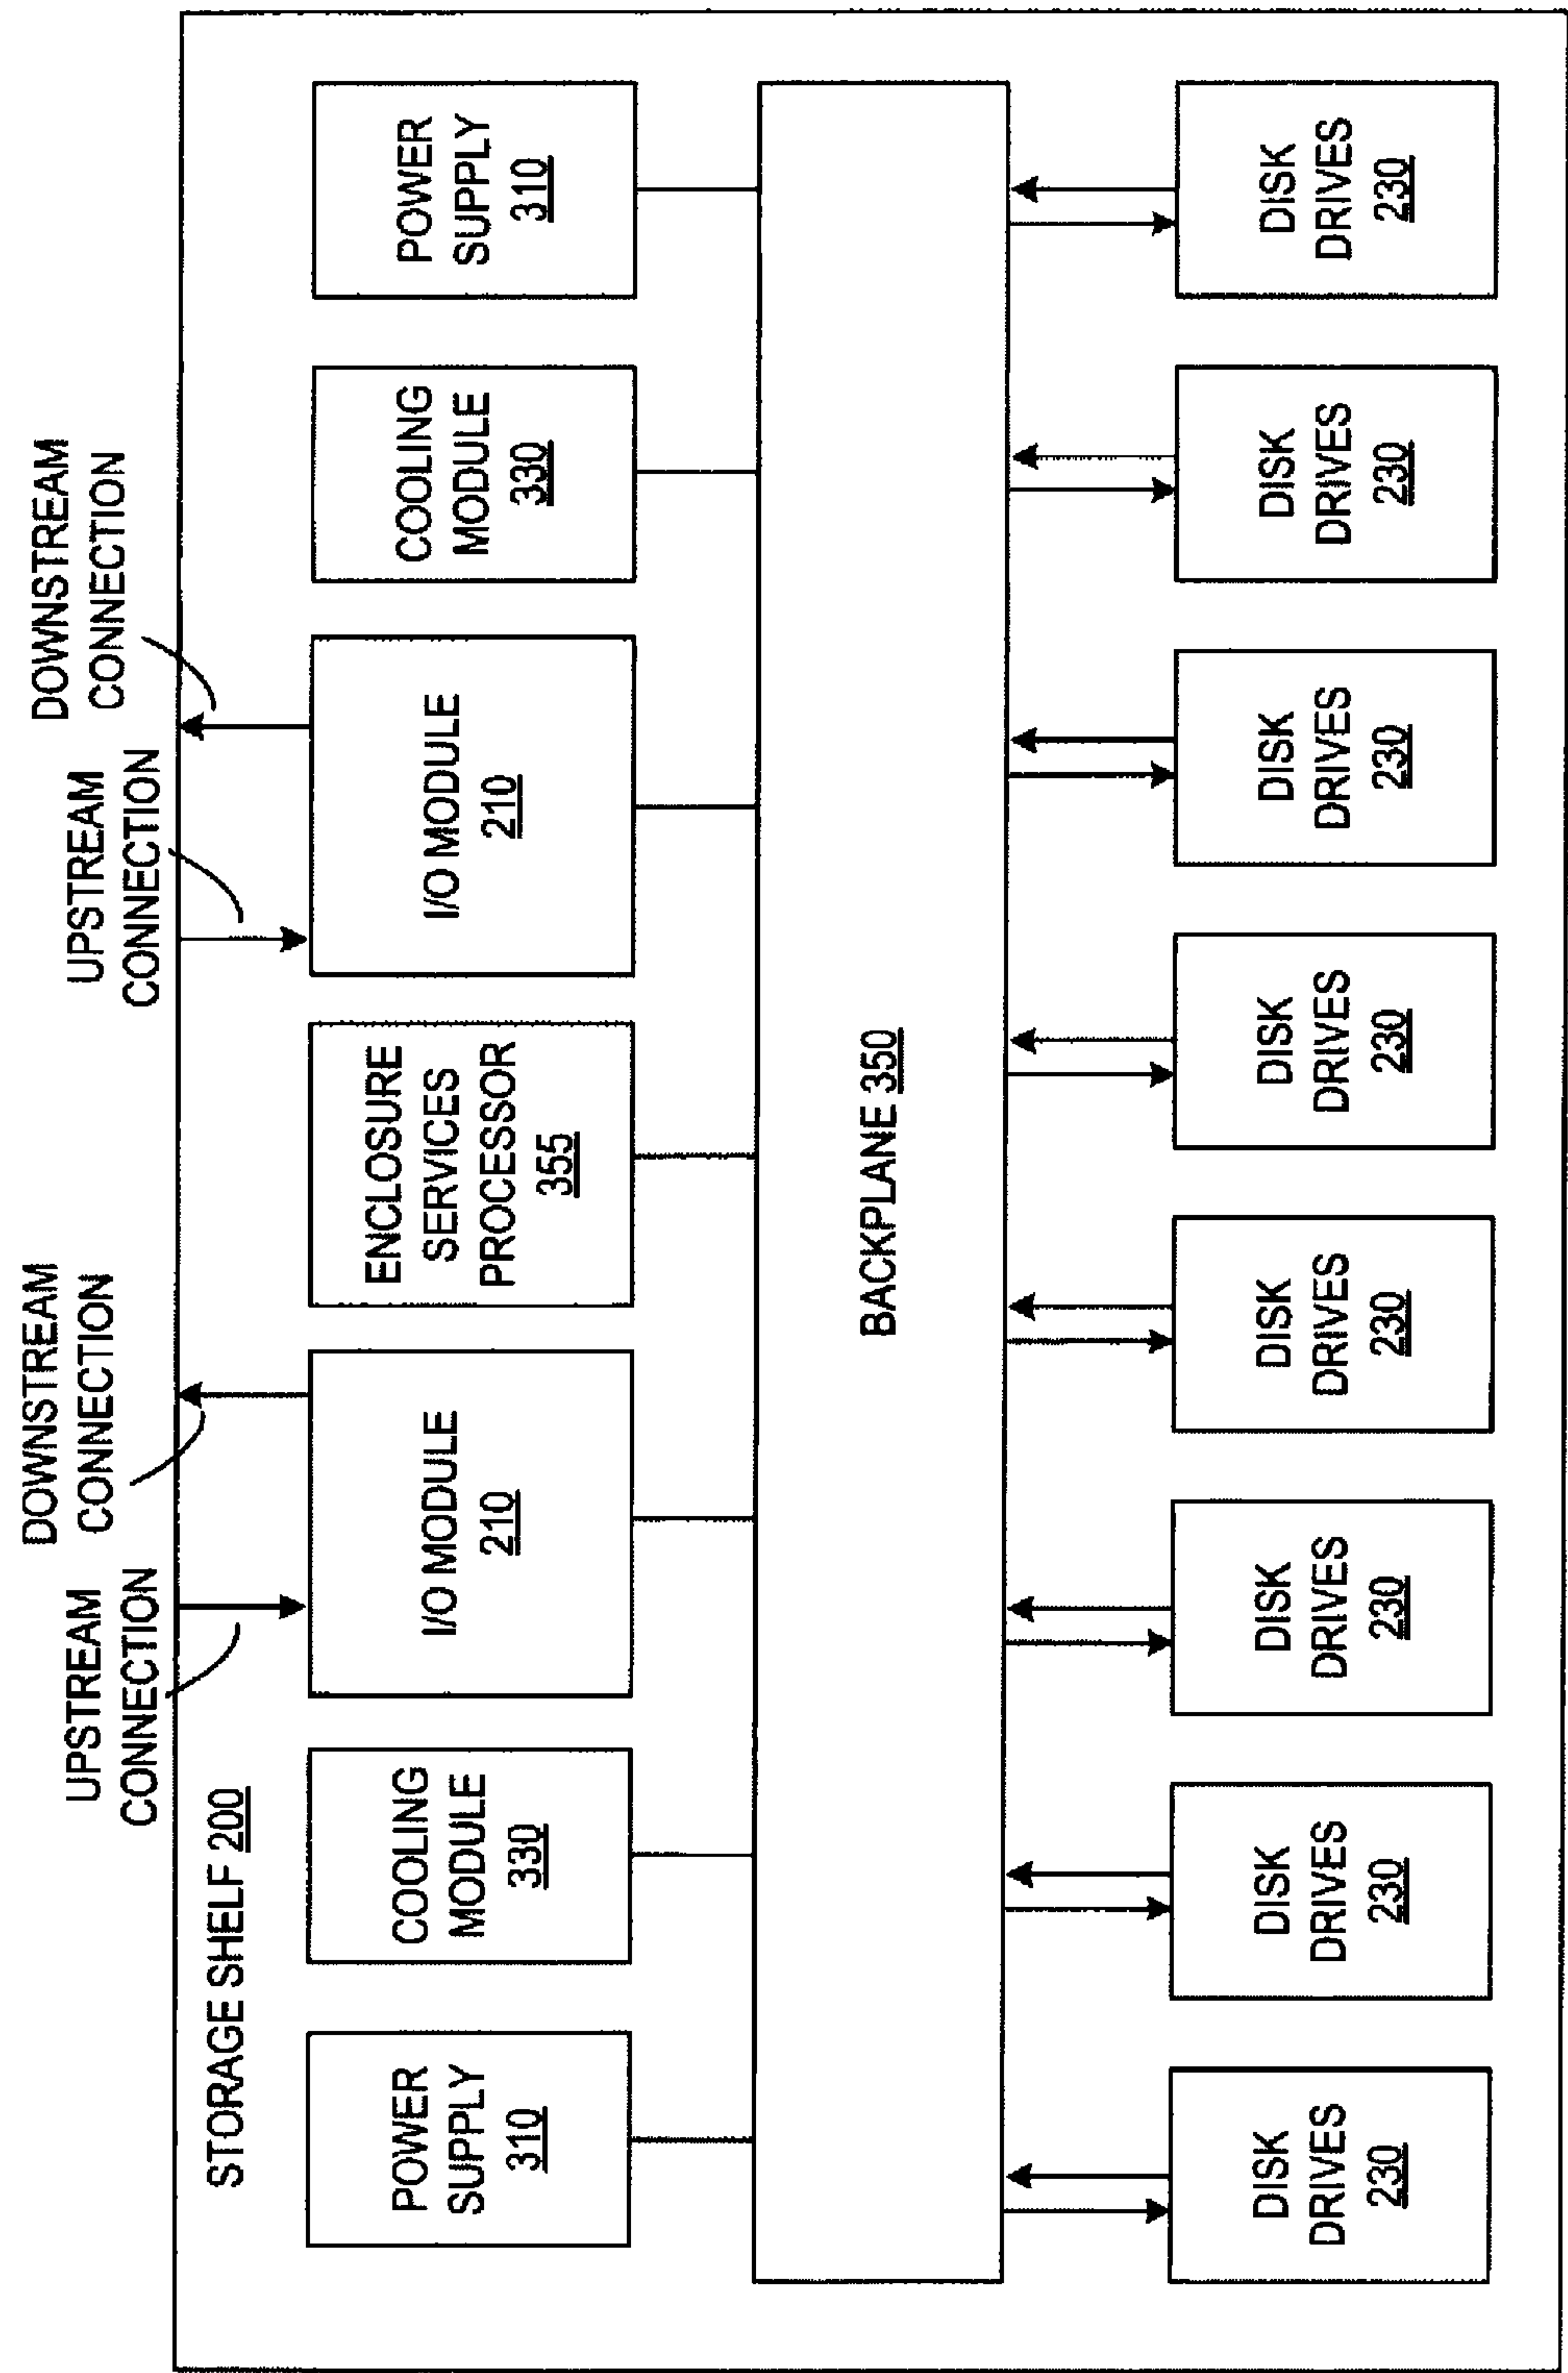 UPSTREAM
CONNECTION
DOWNSTREAM
CONNECTION
UPSTREAM
CONNECTION
DOWNSTREAM
CONNECTION
STORAGE SHELF 200
POWER
SUPPLY
310
COOLING
MODULE
330
I/O MODULE
210
ENCLOSURE
SERVICES
PROCESSOR
355
I/O MODULE
210
COOLING
MODULE
330
POWER
SUPPLY
310
BACKPLANE 350
DISK
DRIVES
230
DISK
DRIVES
230
DISK
DRIVES
230
DISK
DRIVES
230
DISK
DRIVES
230
DISK
DRIVES
230
DISK
DRIVES
230
DISK
DRIVES
230